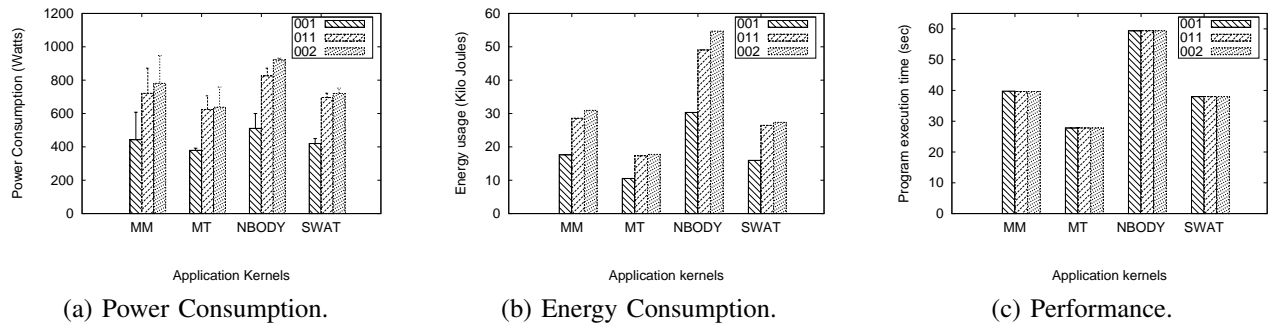 1200
1000
800
600
400
200
0
Power Consumption (Watts)
001
011
002
MM MT NBODY SWAT
Application Kernels
(a) Power Consumption.
60
50
40
30
20
10
0
Energy usage (Kilo Joules)
001
011
002
MM MT NBODY SWAT
Application kernels
(b) Energy Consumption.
60
50
40
30
20
10
0
Program execution time (sec)
001
011
002
MM MT NBODY SWAT
Application kernels
(c) Performance.